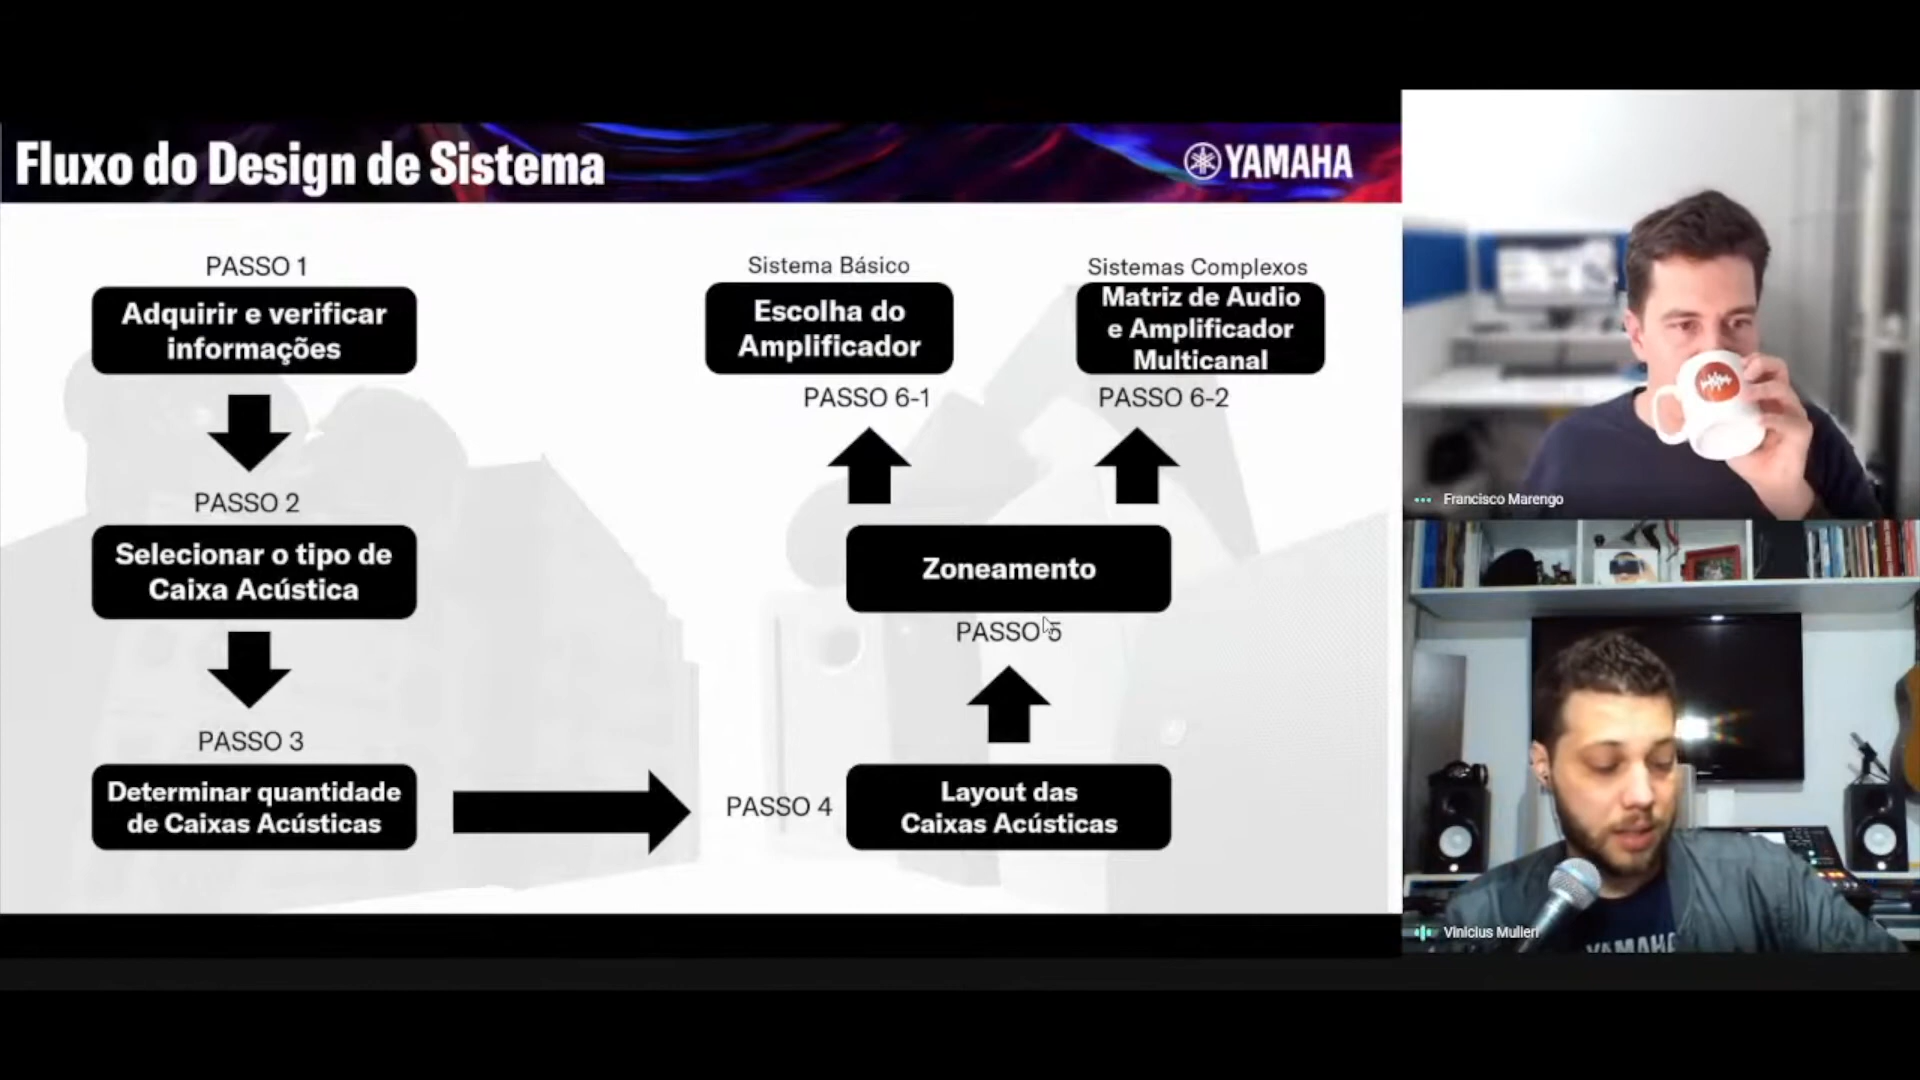 Fluxo do Design de Sistema
YAMAHA
PASSO 1
Adquirir e verificar
informações
PASSO 2
Selecionar o tipo de
Caixa Acústica
PASSO 3
Determinar quantidade
de Caixas Acústicas
PASSO 4
Layout das
Caixas Acústicas
PASSO 5
Zoneamento
Sistema Básico
Escolha do
Amplificador
PASSO 6-1
Sistemas Complexos
Matriz de Audio
e Amplificador
Multicanal
PASSO 6-2
Francisco Marengo
Vinicius Mulieri
YAMAHA